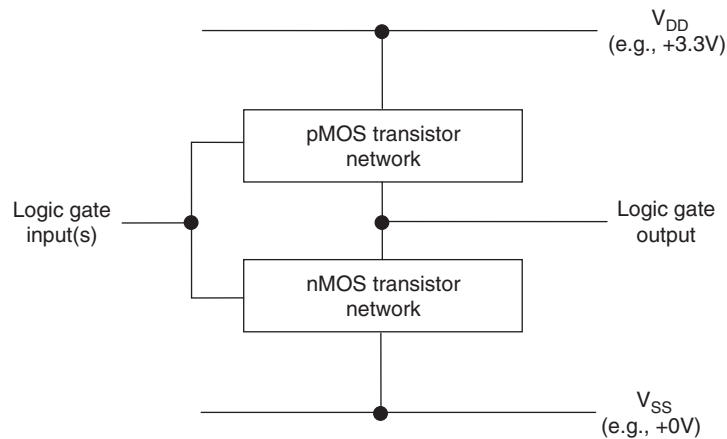 V_DD
(e.g., +3.3V)
pMOS transistor
network
Logic gate
input(s)
Logic gate
output
nMOS transistor
network
V_SS
(e.g., +0V)